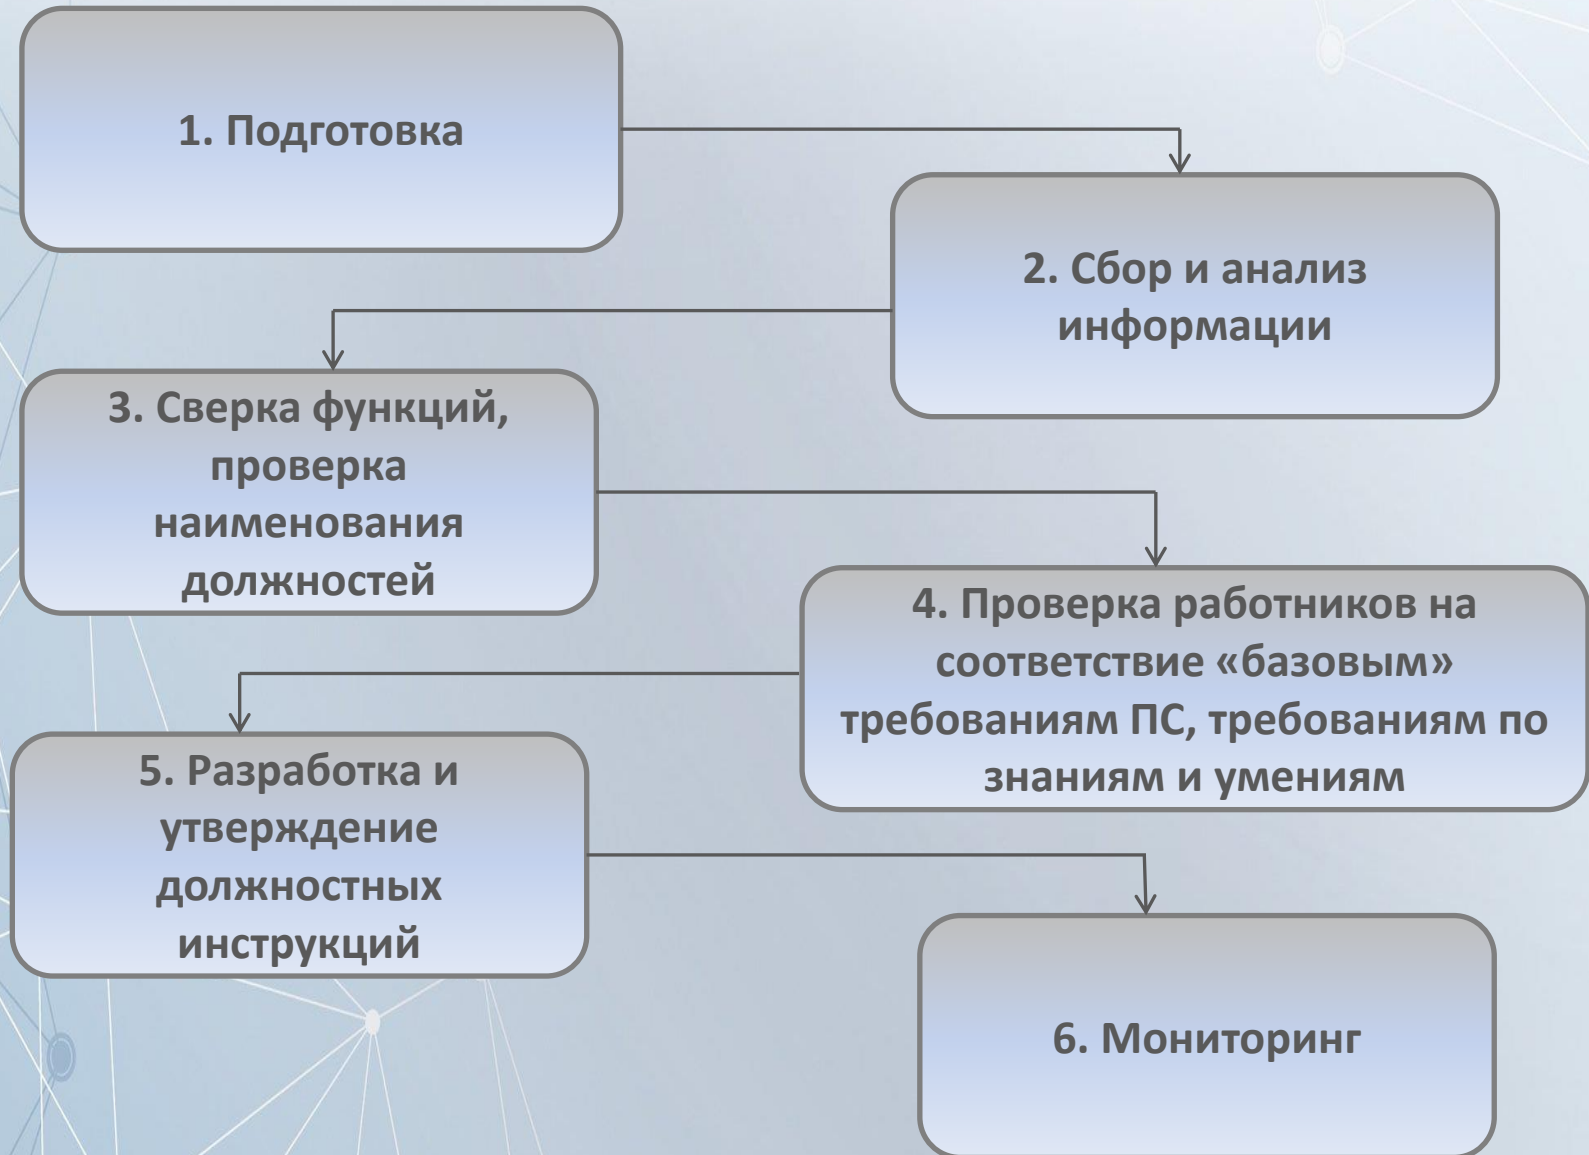 1. Подготовка
2. Сбор и анализ
информации
3. Сверка функций,
проверка
наименования
должностей
4. Проверка работников на
соответствие «базовым»
требованиям ПС, требованиям по
знаниям и умениям
5. Разработка и
утверждение
должностных
инструкций
6. Мониторинг